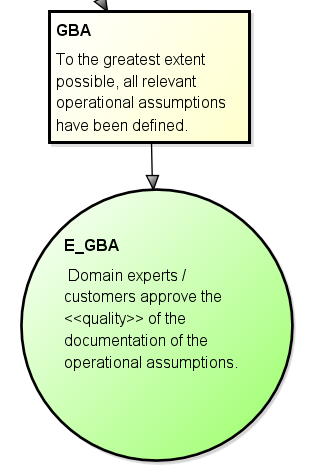 GBA
To the greatest extent
possible, all relevant
operational assumptions
have been defined.
E_GBA
Domain experts /
customers approve the
<<quality>> of the
documentation of the
operational assumptions.